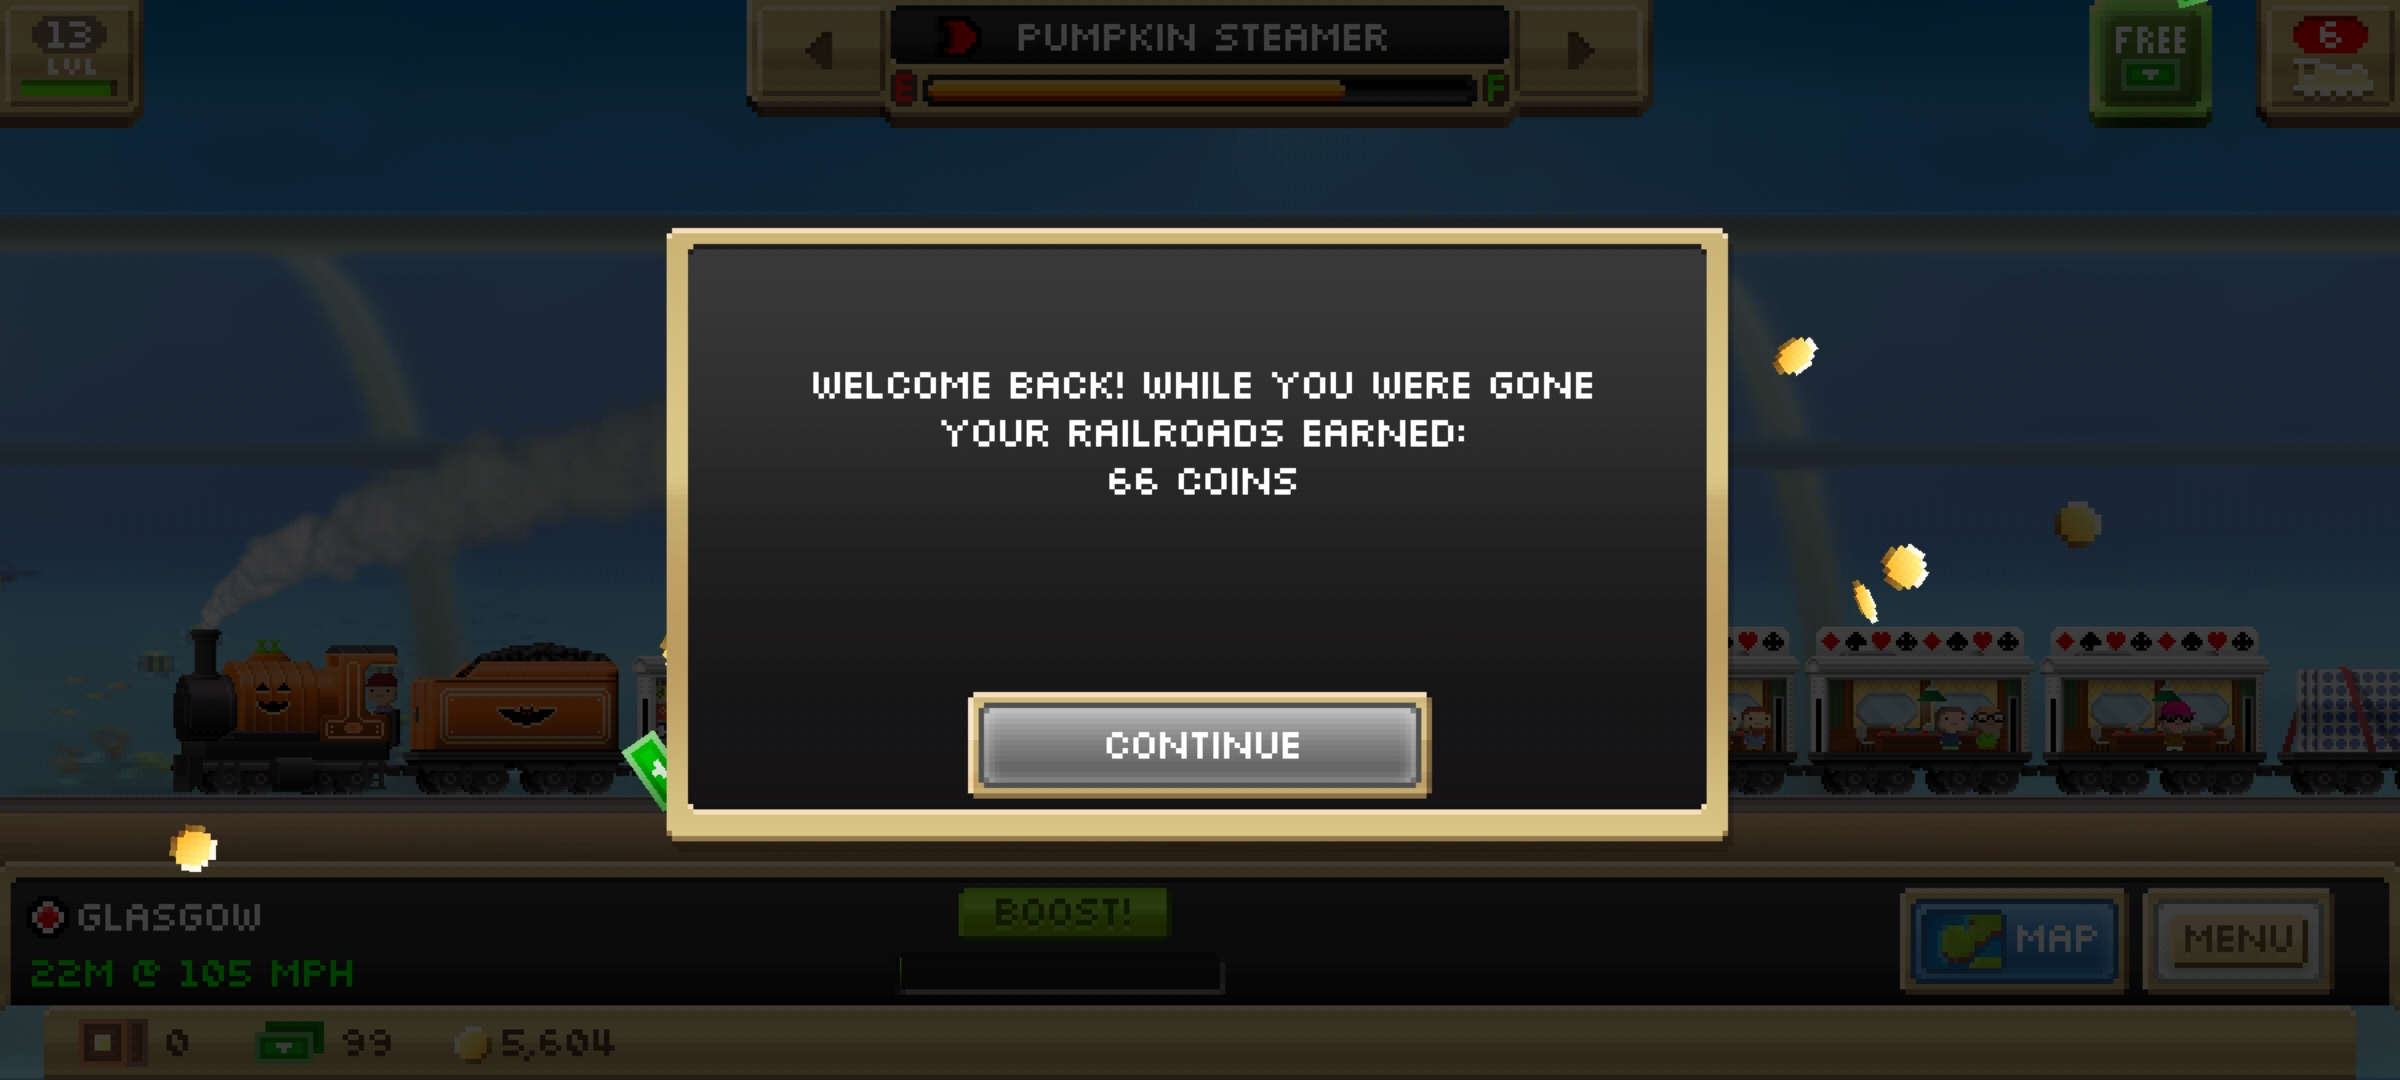 13
LVL
PUMPKIN STEAMER
E F
FREE
6
WELCOME BACK! WHILE YOU WERE GONE
YOUR RAILROADS EARNED:
66 COINS
CONTINUE
GLASGOW
22M @ 105 MPH
BOOST!
MAP
MENU
0 99 5,604